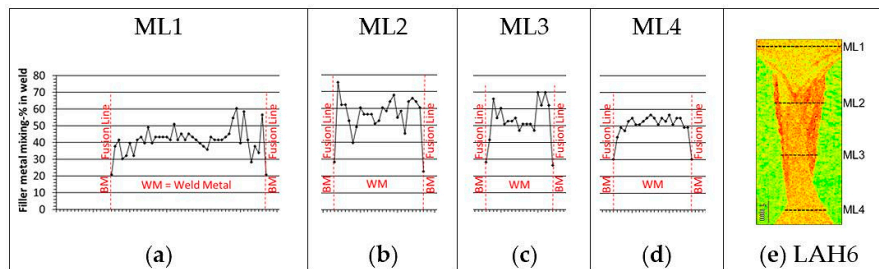 ML1
ML2
ML3
ML4
Filler metal mixing-% in weld
80
70
60
50
40
30
20
10
0
Fusion Line
BM
WM = Weld Metal
Fusion Line
BM
Fusion Line
BM
WM
Fusion Line
BM
Fusion Line
BM
WM
Fusion Line
BM
Fusion Line
BM
WM
Fusion Line
BM
ML1
ML2
ML3
ML4
(a)
(b)
(c)
(d)
(e) LAH6